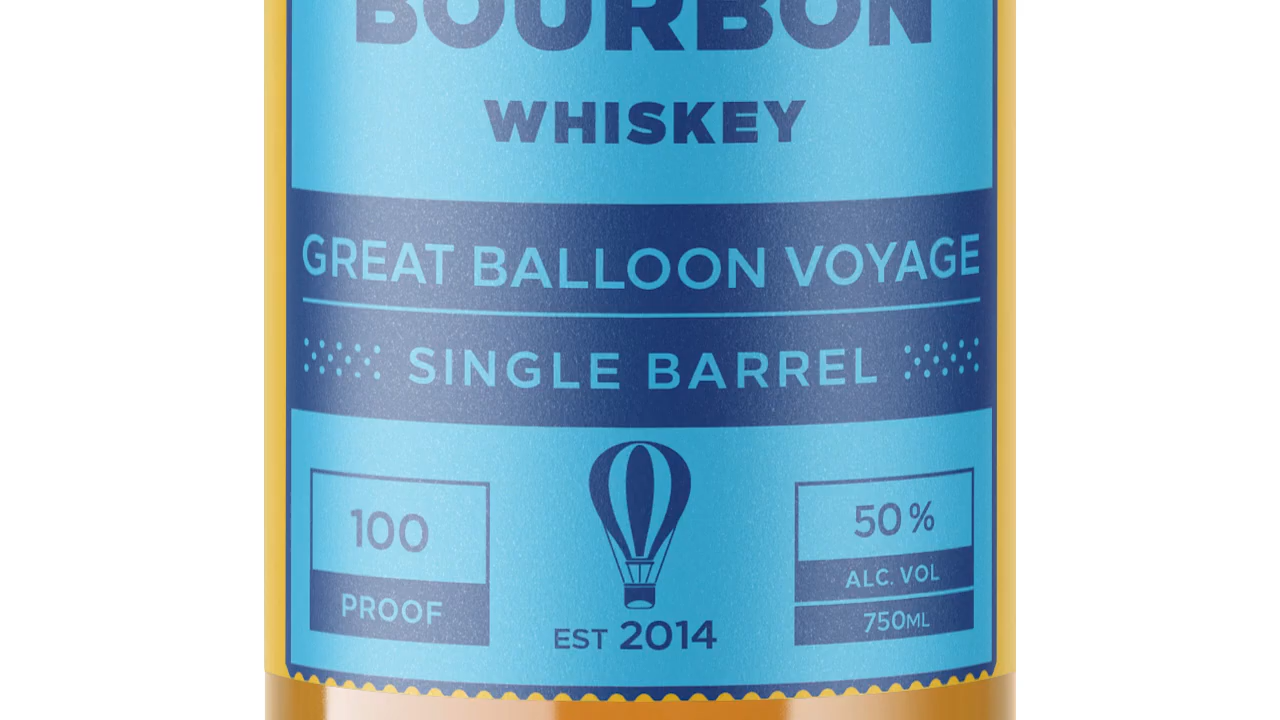 BOURBON
WHISKEY
GREAT BALLOON VOYAGE
SINGLE BARREL
100
PROOF
EST 2014
50%
ALC. VOL
750ML